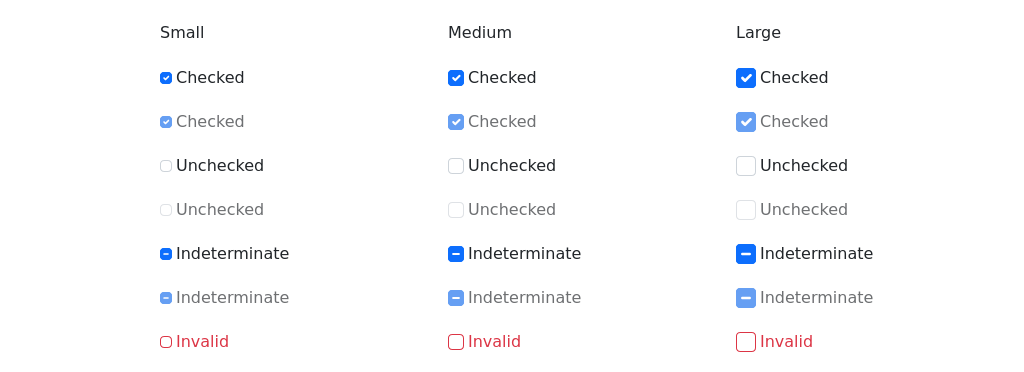 Small Medium Large
Checked Checked Checked
Checked Checked Checked
Unchecked Unchecked Unchecked
Unchecked Unchecked Unchecked
Indeterminate Indeterminate Indeterminate
Indeterminate Indeterminate Indeterminate
Invalid Invalid Invalid